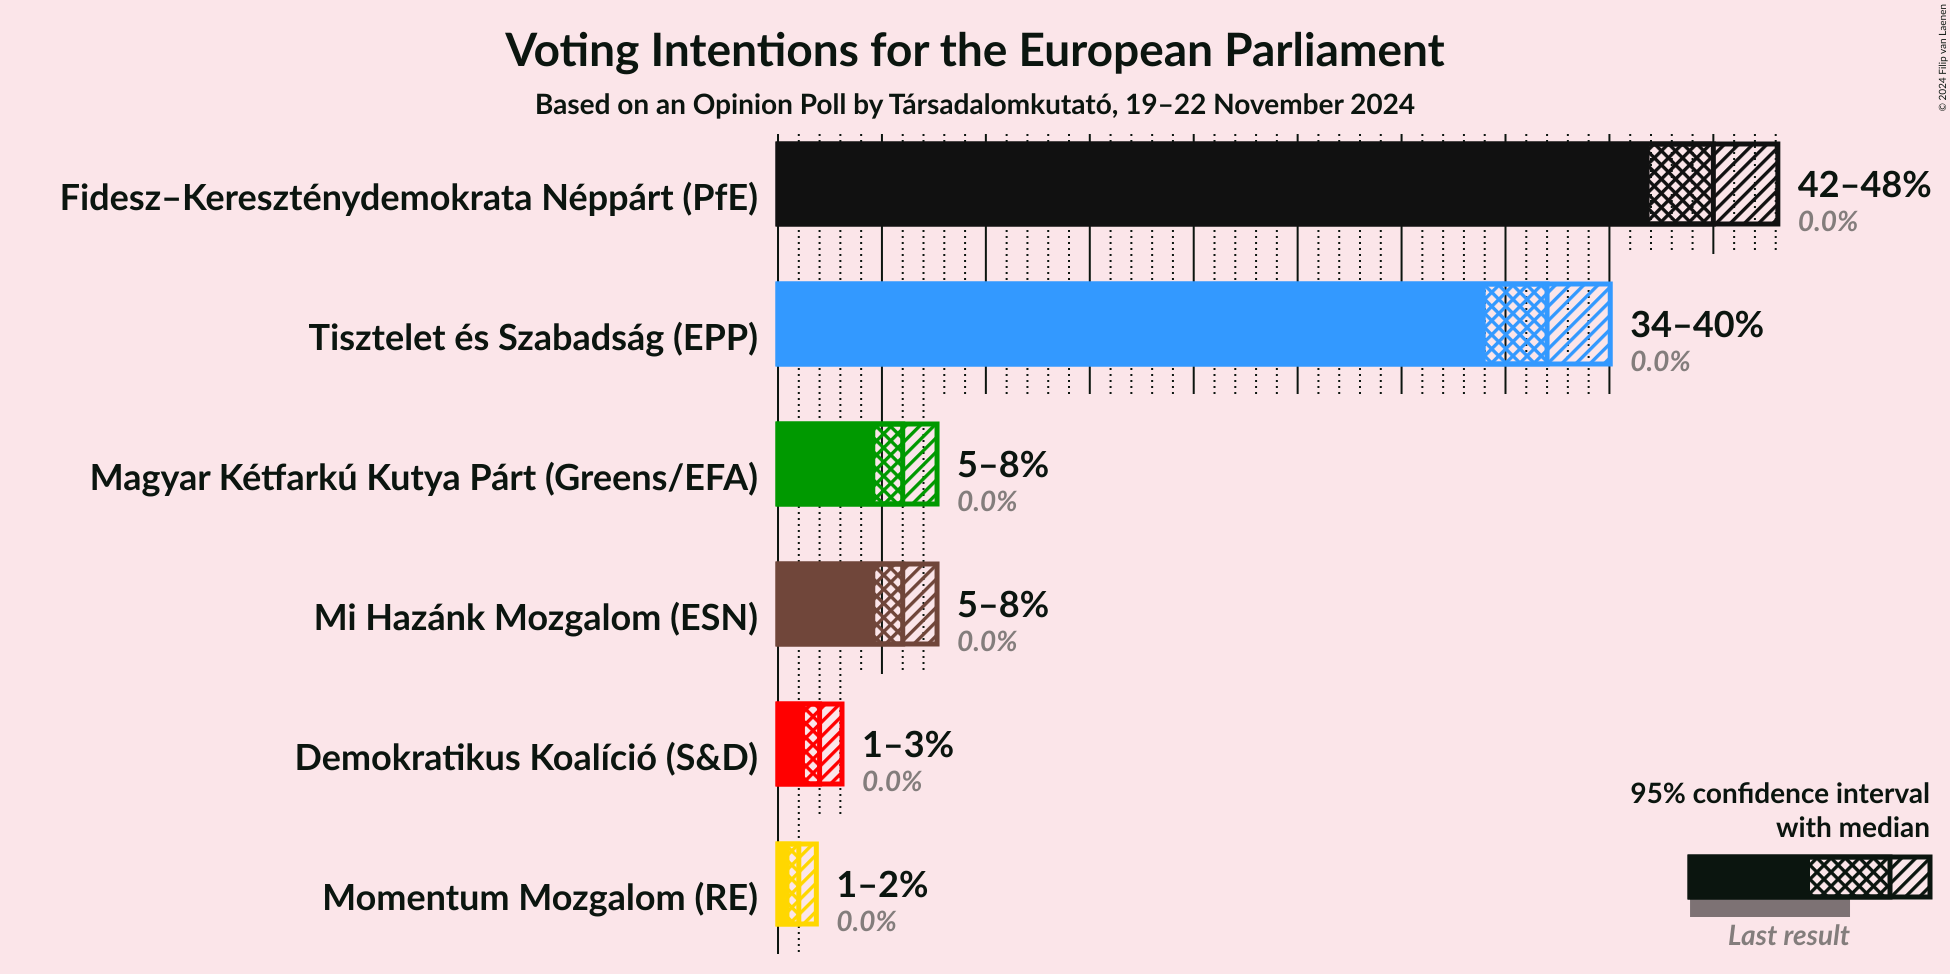 Voting Intentions for the European Parliament
Based on an Opinion Poll by Társadalomkutató, 19–22 November 2024
© 2024 Filip van Laenen
Fidesz–Kereszténydemokrata Néppárt (PfE)
42–48%
0.0%
Tisztelet és Szabadság (EPP)
34–40%
0.0%
Magyar Kétfarkú Kutya Párt (Greens/EFA)
5–8%
0.0%
Mi Hazánk Mozgalom (ESN)
5–8%
0.0%
Demokratikus Koalíció (S&D)
1–3%
0.0%
Momentum Mozgalom (RE)
1–2%
0.0%
95% confidence interval
with median
Last result